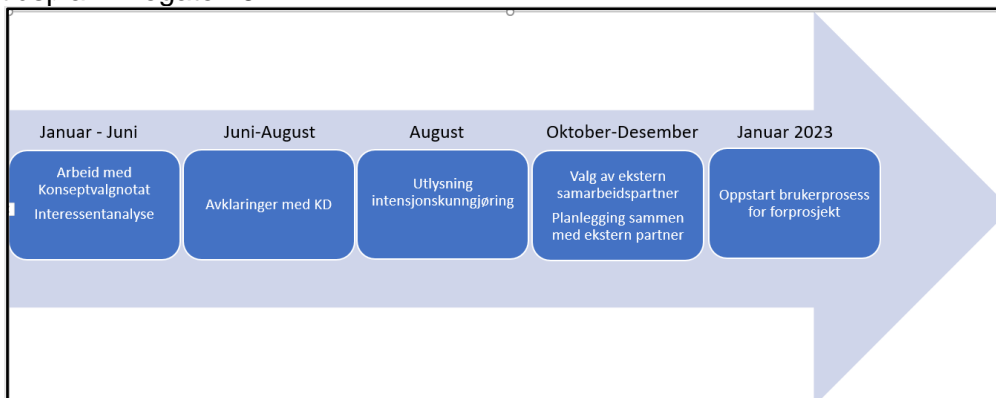 Januar - Juni
Juni-August
August
Oktober-Desember
Januar 2023
Arbeid med
Konseptvalgnotat
Interessentanalyse
Avklaringer med KD
Utlysning
intensjonskunngjøring
Valg av ekstern
samarbeidspartner
Planlegging sammen
med ekstern partner
Oppstart brukerprosess
for forprosjekt